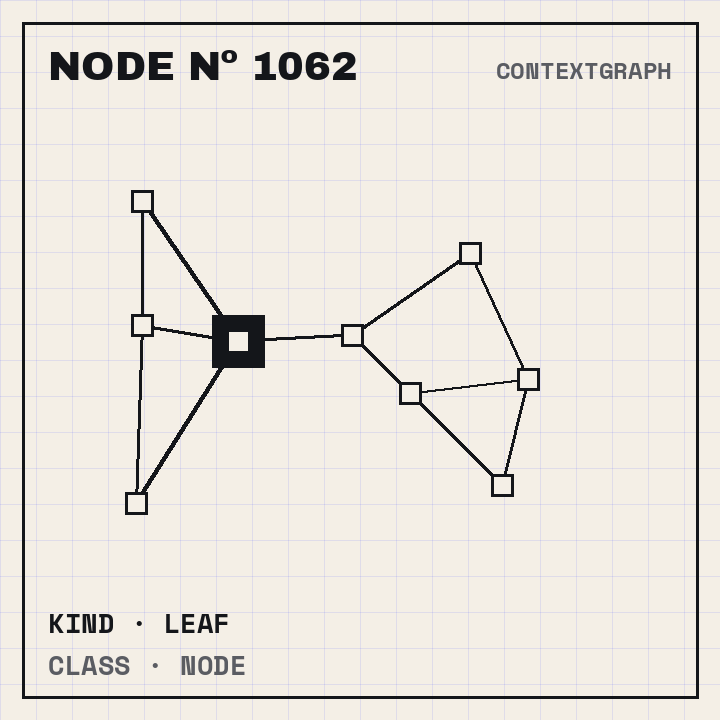 NODE Nº 1062
CONTEXTGRAPH
KIND · LEAF
CLASS · NODE